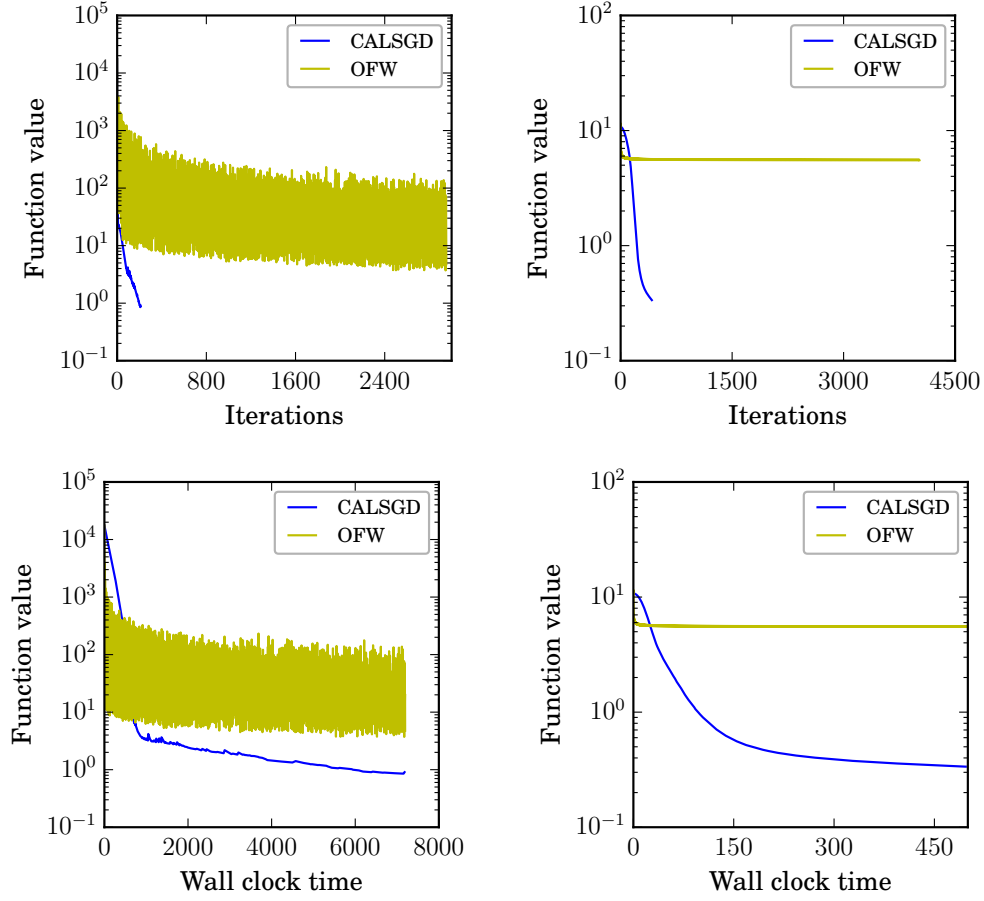 10^5
10^4
10^3
10^2
10^1
10^0
10^-1
Function value
CALSGD
OFW
0 800 1600 2400
Iterations
10^2
10^1
10^0
10^-1
Function value
CALSGD
OFW
0 1500 3000 4500
Iterations
10^5
10^4
10^3
10^2
10^1
10^0
10^-1
Function value
CALSGD
OFW
0 2000 4000 6000 8000
Wall clock time
10^2
10^1
10^0
10^-1
Function value
CALSGD
OFW
0 150 300 450
Wall clock time